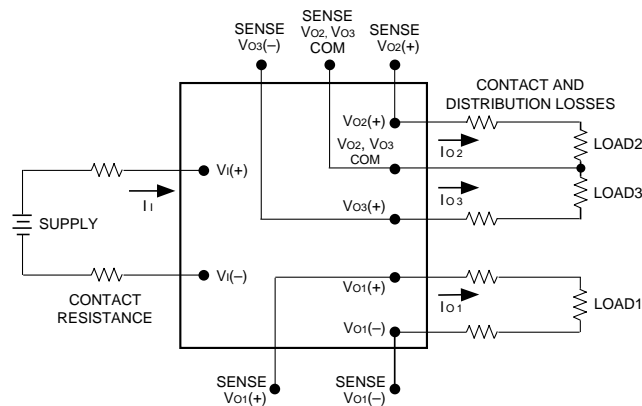 SENSE
VO3(–)
SENSE
VO2, VO3
COM
SENSE
VO2(+)
CONTACT AND
DISTRIBUTION LOSSES
VO2(+)
IO2
LOAD2
VO2, VO3
COM
VI(+)
II
IO3
LOAD3
VO3(+)
SUPPLY
VI(–)
CONTACT
RESISTANCE
VO1(+)
IO1
LOAD1
VO1(–)
SENSE
VO1(+)
SENSE
VO1(–)